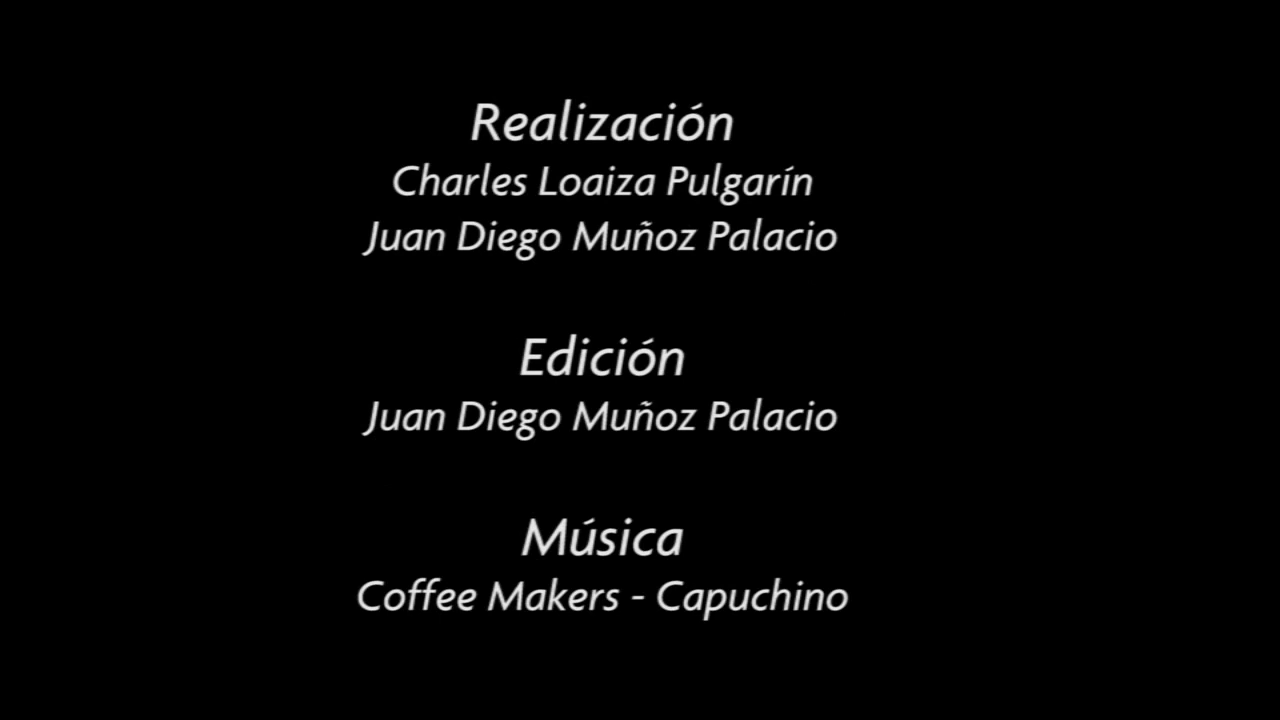 Realización
Charles Loaiza Pulgarín
Juan Diego Muñoz Palacio
Edición
Juan Diego Muñoz Palacio
Música
Coffee Makers - Capuchino